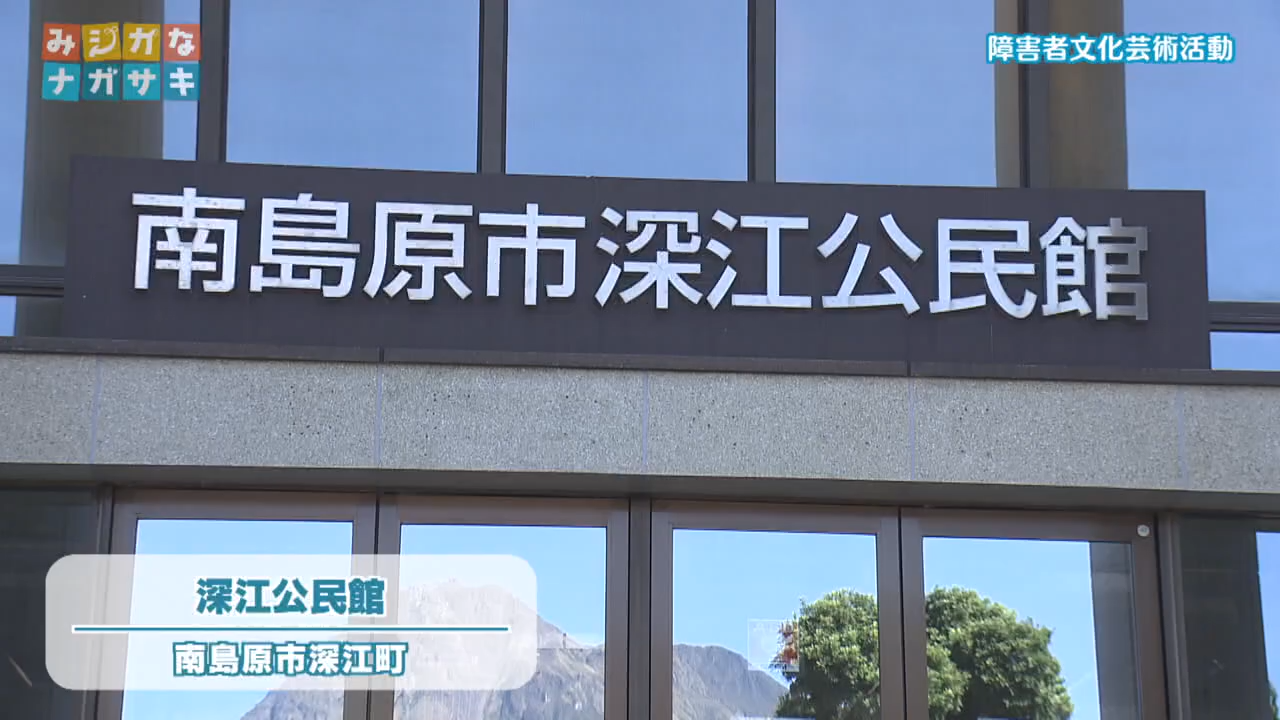 みジカな
ナガサキ
障害者文化芸術活動
南島原市深江公民館
深江公民館
南島原市深江町